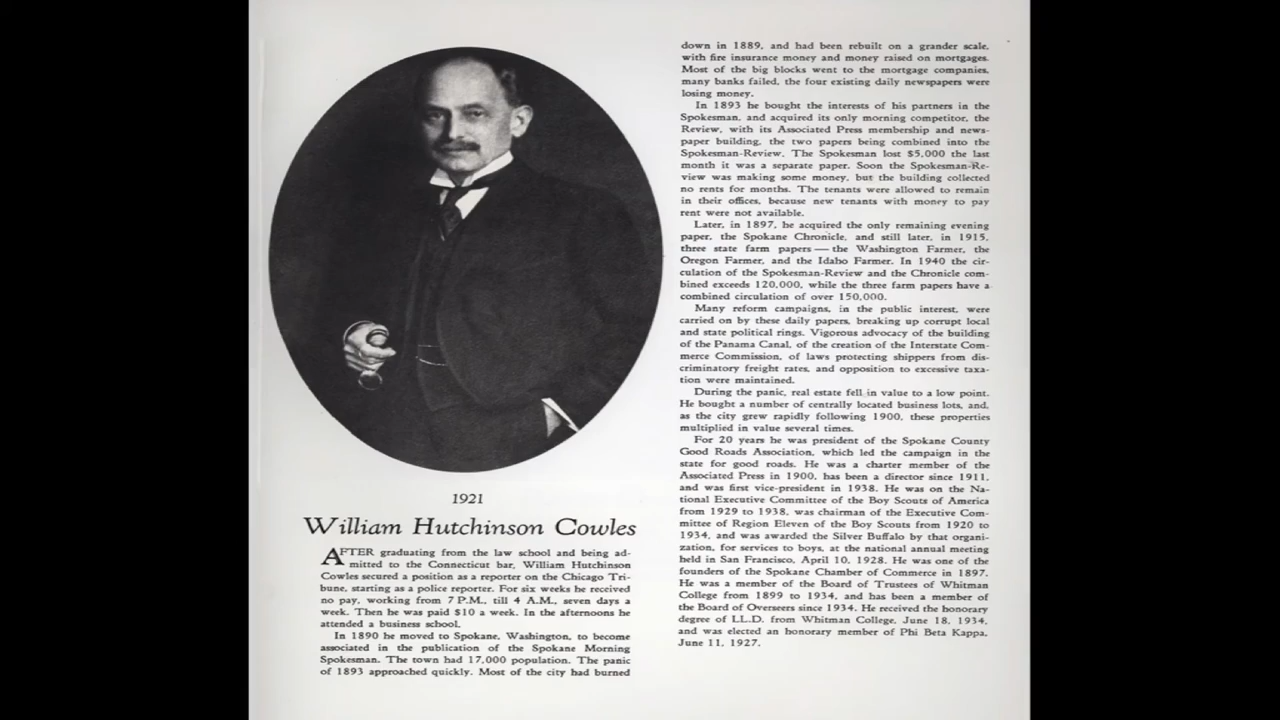 1921
William Hutchinson Cowles
AFTER graduating from the law school and being ad-
mitted to the Connecticut bar, William Hutchinson
Cowles secured a position as a reporter on the Chicago Tri-
bune, starting as a police reporter. For six weeks he received
no pay, working from 7 P.M., till 4 A.M., seven days a
week. Then he was paid $10 a week. In the afternoons he
attended a business school.
In 1890 he moved to Spokane, Washington, to become
associated in the publication of the Spokane Morning
Spokesman. The town had 17,000 population. The panic
of 1893 approached quickly. Most of the city had burned
down in 1889, and had been rebuilt on a grander scale,
with fire insurance money and money raised on mortgages.
Most of the big blocks went to the mortgage companies,
many banks failed, the four existing daily newspapers were
losing money.
In 1893 he bought the interests of his partners in the
Spokesman, and acquired its only morning competitor, the
Review, with its Associated Press membership and news-
paper building, the two papers being combined into the
Spokesman-Review. The Spokesman lost $5,000 the last
month it was a separate paper. Soon the Spokesman-Re-
view was making some money, but the building collected
no rents for months. The tenants were allowed to remain
in their offices, because new tenants with money to pay
rent were not available.
Later, in 1897, he acquired the only remaining evening
paper, the Spokane Chronicle, and still later, in 1915,
three state farm papers — the Washington Farmer, the
Oregon Farmer, and the Idaho Farmer. In 1940 the cir-
culation of the Spokesman-Review and the Chronicle com-
bined exceeds 120,000, while the three farm papers have a
combined circulation of over 150,000.
Many reform campaigns, in the public interest, were
carried on by these daily papers, breaking up corrupt local
and state political rings. Vigorous advocacy of the building
of the Panama Canal, of the creation of the Interstate Com-
merce Commission, of laws protecting shippers from dis-
criminatory freight rates, and opposition to excessive taxa-
tion were maintained.
During the panic, real estate fell in value to a low point.
He bought a number of centrally located business lots, and,
as the city grew rapidly following 1900, these properties
multiplied in value several times.
For 20 years he was president of the Spokane County
Good Roads Association, which led the campaign in the
state for good roads. He was a charter member of the
Associated Press in 1900, has been a director since 1911,
and was first vice-president in 1938. He was on the Na-
tional Executive Committee of the Boy Scouts of America
from 1929 to 1938, was chairman of the Executive Com-
mittee of Region Eleven of the Boy Scouts from 1920 to
1934, and was awarded the Silver Buffalo by that organi-
zation, for services to boys, at the national annual meeting
held in San Francisco, April 10, 1928. He was one of the
founders of the Spokane Chamber of Commerce in 1897.
He was a member of the Board of Trustees of Whitman
College from 1899 to 1934, and has been a member of
the Board of Overseers since 1934. He received the honorary
degree of LL.D. from Whitman College, June 18, 1934,
and was elected an honorary member of Phi Beta Kappa,
June 11, 1927.